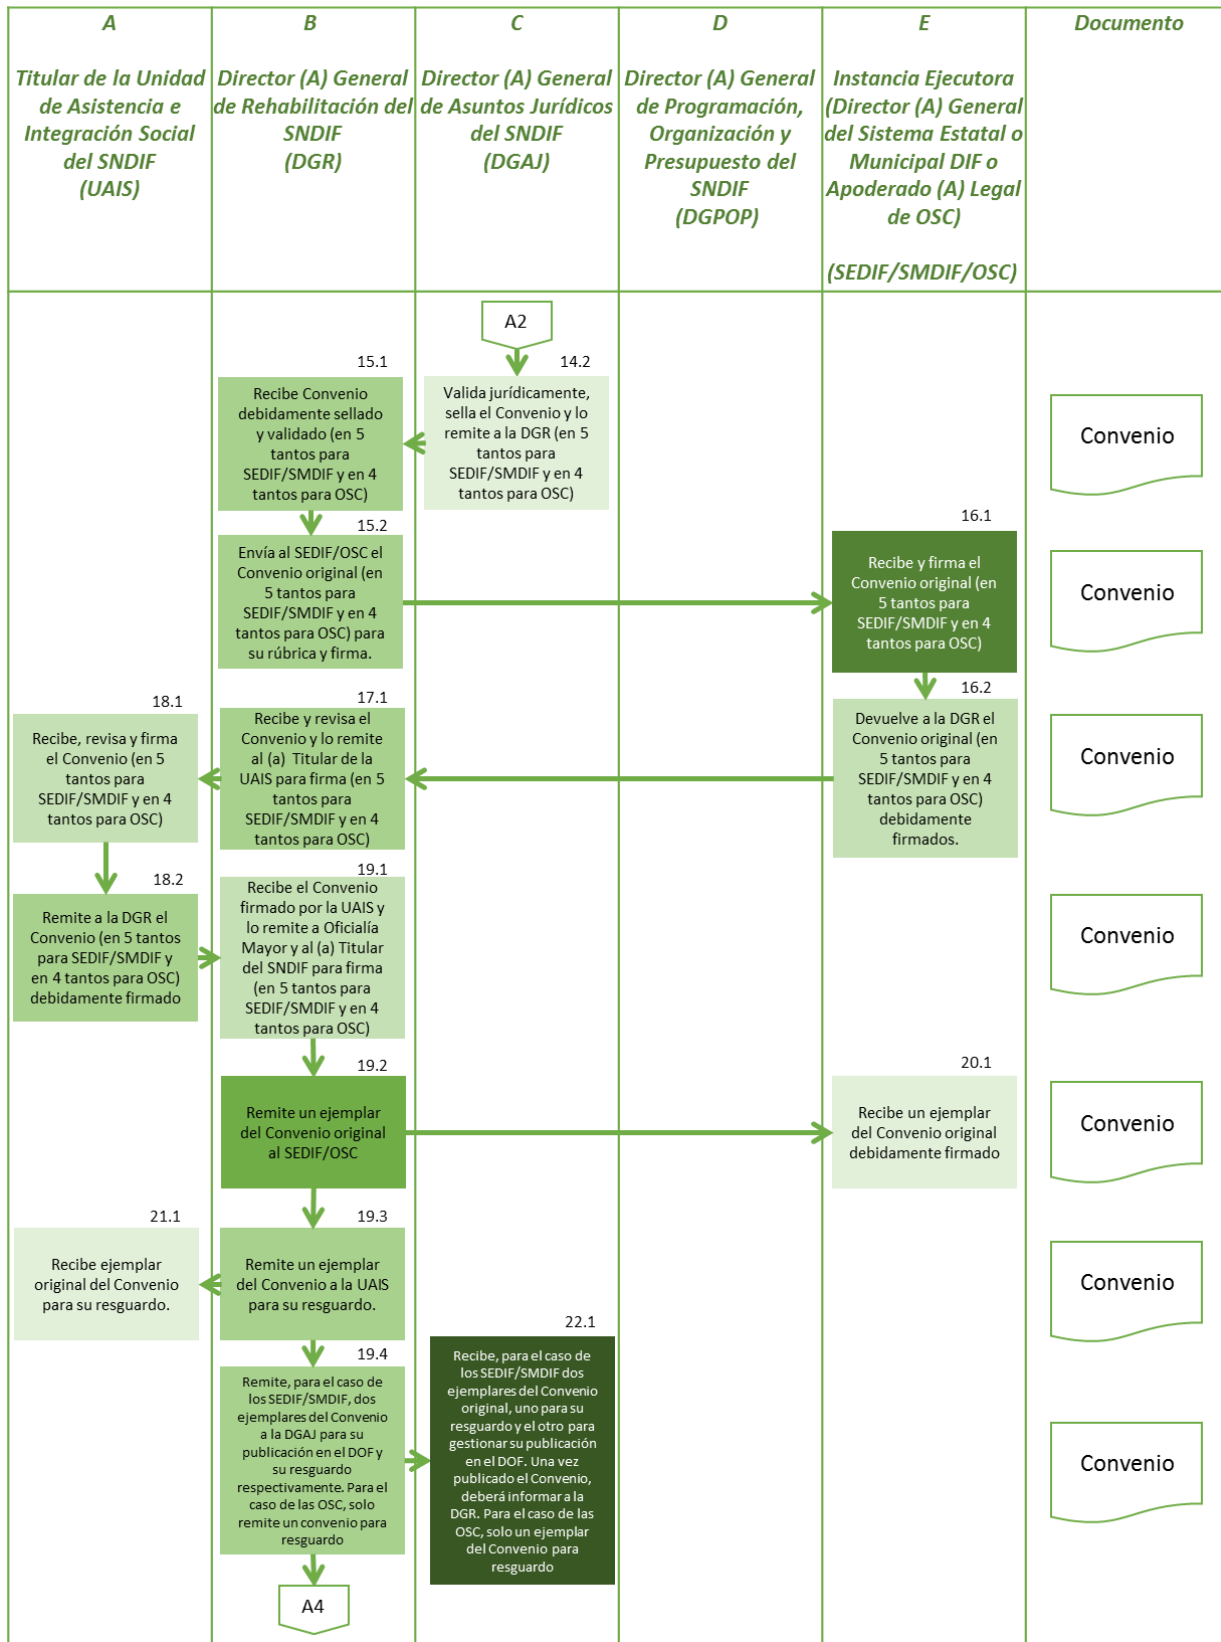 A
Titular de la Unidad
de Asistencia e
Integración Social
del SNDIF
(UAIS)
B
Director (A) General
de Rehabilitación del
SNDIF
(DGR)
C
Director (A) General
de Asuntos Jurídicos
del SNDIF
(DGAJ)
D
Director (A) General
de Programación,
Organización y
Presupuesto del
SNDIF
(DGPOP)
E
Instancia Ejecutora
(Director (A) General
del Sistema Estatal o
Municipal DIF o
Apoderado (A) Legal
de OSC)
(SEDIF/SMDIF/OSC)
Documento
A2
14.2
Valida jurídicamente,
sella el Convenio y lo
remite a la DGR (en 5
tantos para
SEDIF/SMDIF y en 4
tantos para OSC)
15.1
Recibe Convenio
debidamente sellado
y validado (en 5
tantos para
SEDIF/SMDIF y en 4
tantos para OSC)
Convenio
15.2
Envía al SEDIF/OSC el
Convenio original (en
5 tantos para
SEDIF/SMDIF y en 4
tantos para OSC) para
su rúbrica y firma.
16.1
Recibe y firma el
Convenio original (en
5 tantos para
SEDIF/SMDIF y en 4
tantos para OSC)
Convenio
16.2
Devuelve a la DGR el
Convenio original (en
5 tantos para
SEDIF/SMDIF y en 4
tantos para OSC)
debidamente
firmados.
17.1
Recibe y revisa el
Convenio y lo remite
al (a) Titular de la
UAIS para firma (en 5
tantos para
SEDIF/SMDIF y en 4
tantos para OSC)
18.1
Recibe, revisa y firma
el Convenio (en 5
tantos para
SEDIF/SMDIF y en 4
tantos para OSC)
Convenio
18.2
Remite a la DGR el
Convenio (en 5 tantos
para SEDIF/SMDIF y
en 4 tantos para OSC)
debidamente firmado
19.1
Recibe el Convenio
firmado por la UAIS y
lo remite a Oficialía
Mayor y al (a) Titular
del SNDIF para firma
(en 5 tantos para
SEDIF/SMDIF y en 4
tantos para OSC)
Convenio
19.2
Remite un ejemplar
del Convenio original
al SEDIF/OSC
20.1
Recibe un ejemplar
del Convenio original
debidamente firmado
Convenio
19.3
Remite un ejemplar
del Convenio a la UAIS
para su resguardo.
21.1
Recibe ejemplar
original del Convenio
para su resguardo.
Convenio
19.4
Remite, para el caso de
los SEDIF/SMDIF, dos
ejemplares del Convenio
a la DGAJ para su
publicación en el DOF y
su resguardo
respectivamente. Para el
caso de las OSC, solo
remite un convenio para
resguardo
22.1
Recibe, para el caso de
los SEDIF/SMDIF dos
ejemplares del Convenio
original, uno para su
resguardo y el otro para
gestionar su publicación
en el DOF. Una vez
publicado el Convenio,
deberá informar a la
DGR. Para el caso de las
OSC, solo un ejemplar
del Convenio para
resguardo
Convenio
A4